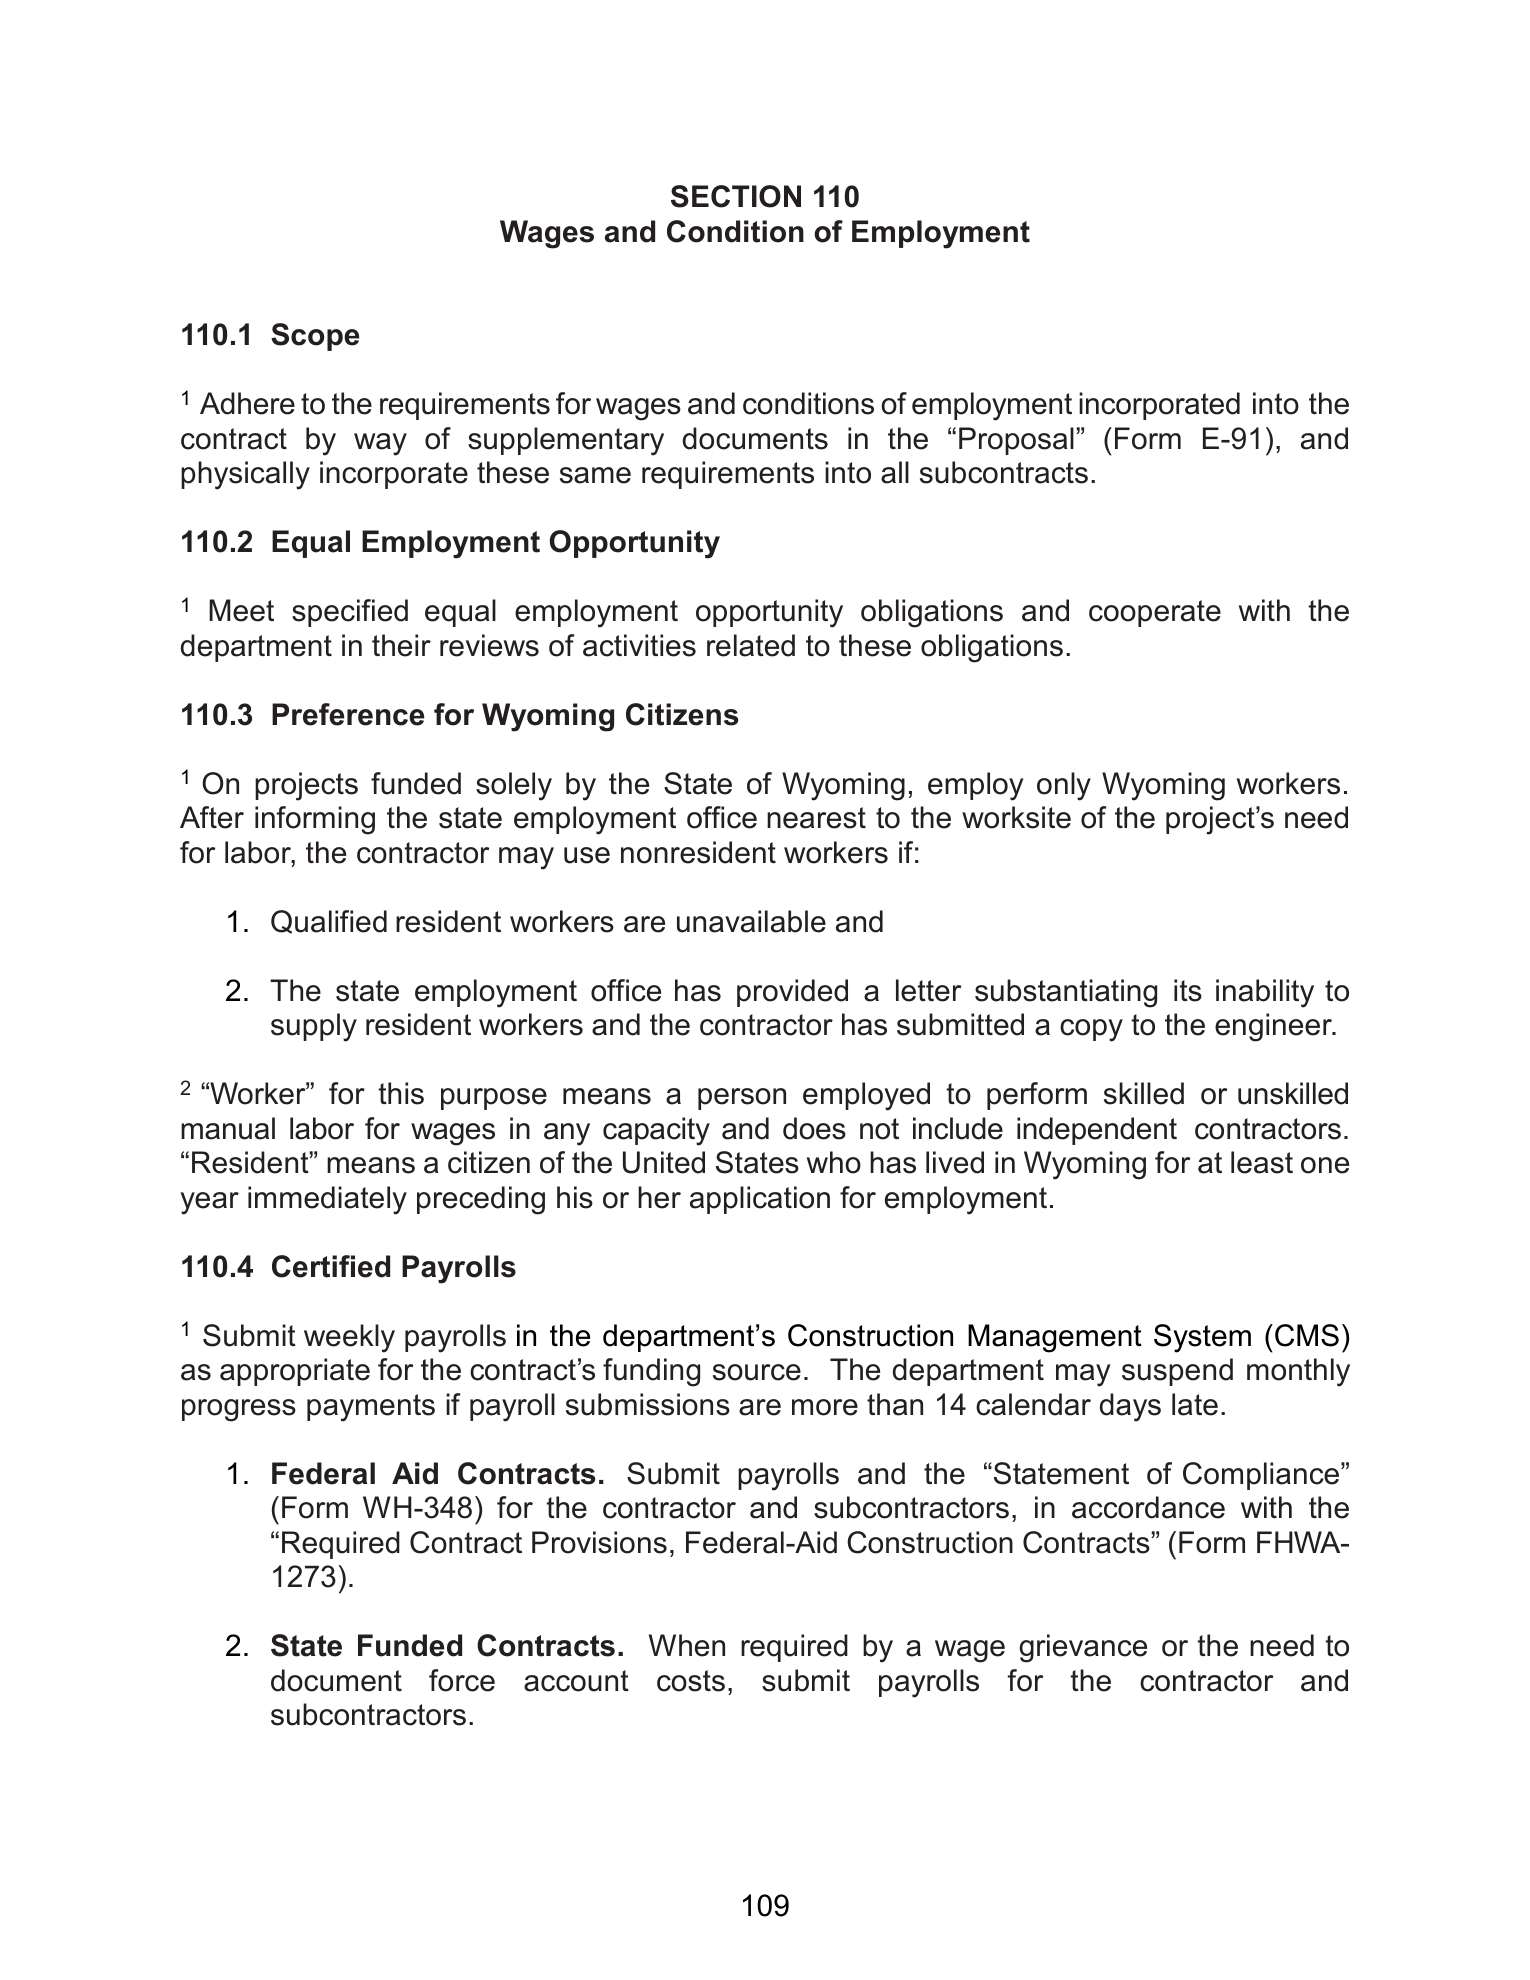 SECTION 110
Wages and Condition of Employment
110.1 Scope
1 Adhere to the requirements for wages and conditions of employment incorporated into the
contract by way of supplementary documents in the “Proposal” (Form E-91), and
physically incorporate these same requirements into all subcontracts.
110.2 Equal Employment Opportunity
1 Meet specified equal employment opportunity obligations and cooperate with the
department in their reviews of activities related to these obligations.
110.3 Preference for Wyoming Citizens
1 On projects funded solely by the State of Wyoming, employ only Wyoming workers.
After informing the state employment office nearest to the worksite of the project’s need
for labor, the contractor may use nonresident workers if:
1. Qualified resident workers are unavailable and
2. The state employment office has provided a letter substantiating its inability to
supply resident workers and the contractor has submitted a copy to the engineer.
2 “Worker” for this purpose means a person employed to perform skilled or unskilled
manual labor for wages in any capacity and does not include independent contractors.
“Resident” means a citizen of the United States who has lived in Wyoming for at least one
year immediately preceding his or her application for employment.
110.4 Certified Payrolls
1 Submit weekly payrolls in the department’s Construction Management System (CMS)
as appropriate for the contract’s funding source. The department may suspend monthly
progress payments if payroll submissions are more than 14 calendar days late.
1. Federal Aid Contracts. Submit payrolls and the “Statement of Compliance”
(Form WH-348) for the contractor and subcontractors, in accordance with the
“Required Contract Provisions, Federal-Aid Construction Contracts” (Form FHWA-
1273).
2. State Funded Contracts. When required by a wage grievance or the need to
document force account costs, submit payrolls for the contractor and
subcontractors.
109